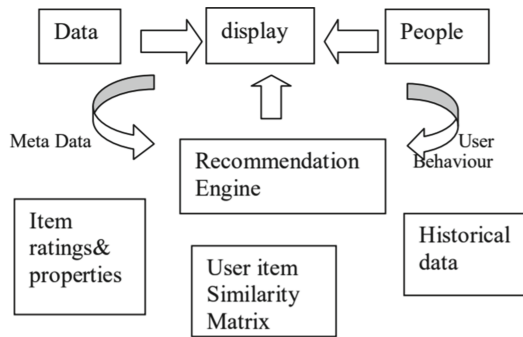 Data
display
People
Meta Data
User
Behaviour
Recommendation
Engine
Item
ratings&
properties
User item
Similarity
Matrix
Historical
data